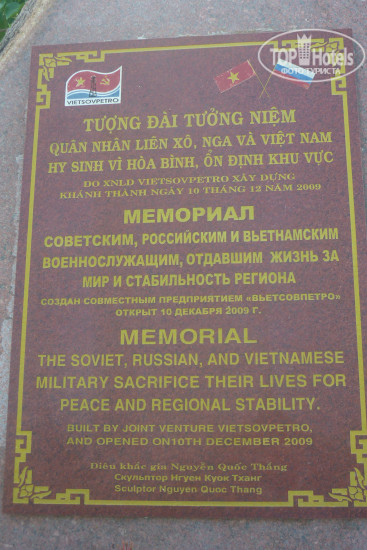 TOPHotels
ФОТО ТУРИСТА
VIETSOVPETRO
TƯỢNG ĐÀI TƯỞNG NIỆM
QUÂN NHÂN LIÊN XÔ, NGA VÀ VIỆT NAM
HY SINH VÌ HÒA BÌNH, ỔN ĐỊNH KHU VỰC
DO XNLD VIETSOVPETRO XÂY DỰNG
KHÁNH THÀNH NGÀY 10 THÁNG 12 NĂM 2009
МЕМОРИАЛ
СОВЕТСКИМ, РОССИЙСКИМ И ВЬЕТНАМСКИМ
ВОЕННОСЛУЖАЩИМ, ОТДАВШИМ ЖИЗНЬ ЗА
МИР И СТАБИЛЬНОСТЬ РЕГИОНА
СОЗДАН СОВМЕСТНЫМ ПРЕДПРИЯТИЕМ «ВЬЕТСОВПЕТРО»
ОТКРЫТ 10 ДЕКАБРЯ 2009 Г.
MEMORIAL
THE SOVIET, RUSSIAN, AND VIETNAMESE
MILITARY SACRIFICE THEIR LIVES FOR
PEACE AND REGIONAL STABILITY.
BUILT BY JOINT VENTURE VIETSOVPETRO,
AND OPENED ON10TH DECEMBER 2009
Điêu khắc gia Nguyễn Quốc Thắng
Скульптор Нгуен Куок Тханг
Sculptor Nguyen Quoc Thang